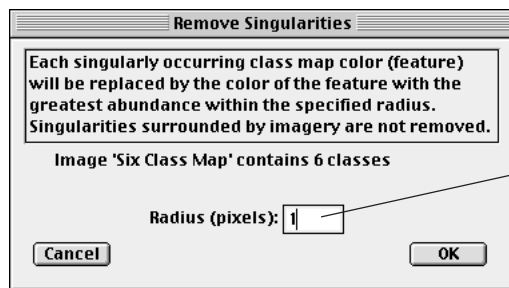 Remove Singularities
Each singularly occurring class map color (feature)
will be replaced by the color of the feature with the
greatest abundance within the specified radius.
Singularities surrounded by imagery are not removed.
Image 'Six Class Map' contains 6 classes
Radius (pixels): 1
Cancel OK